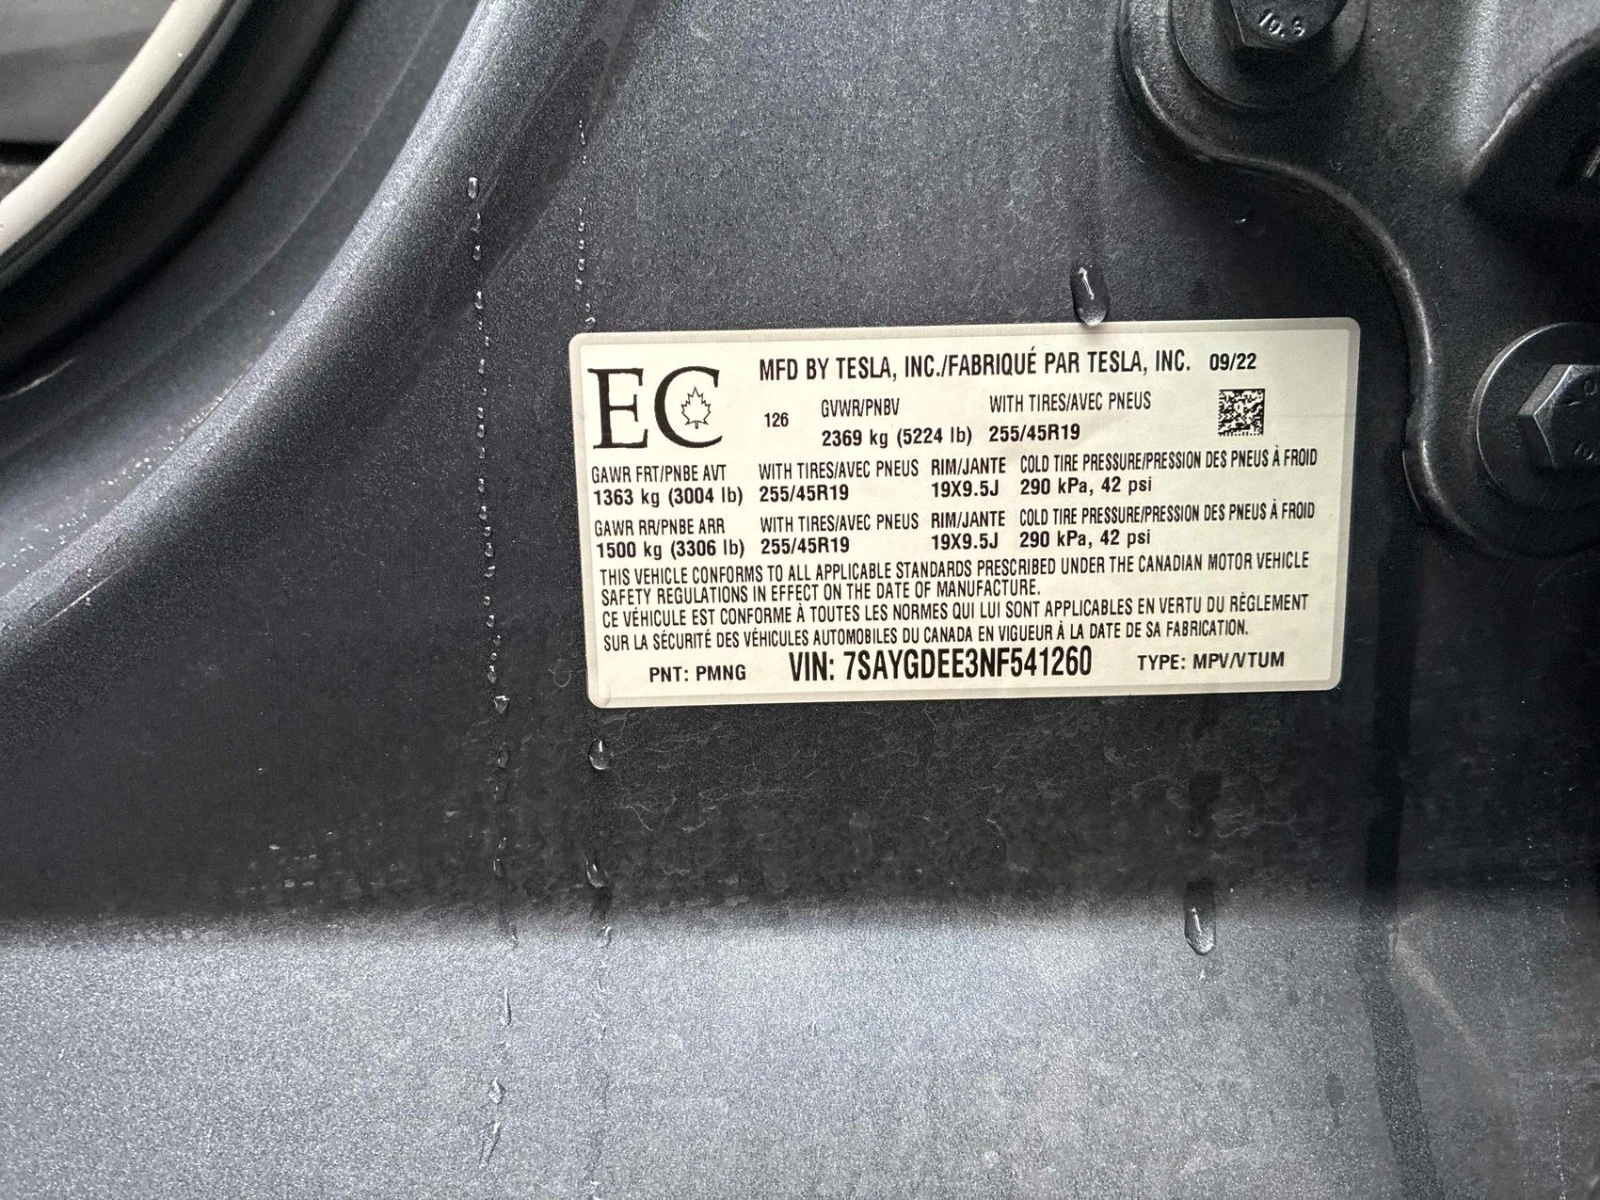 10.9
EC MFD BY TESLA, INC./FABRIQUÉ PAR TESLA, INC. 09/22
126 GVWR/PNBV WITH TIRES/AVEC PNEUS
2369 kg (5224 lb) 255/45R19
GAWR FRT/PNBE AVT WITH TIRES/AVEC PNEUS RIM/JANTE COLD TIRE PRESSURE/PRESSION DES PNEUS À FROID
1363 kg (3004 lb) 255/45R19 19X9.5J 290 kPa, 42 psi
GAWR RR/PNBE ARR WITH TIRES/AVEC PNEUS RIM/JANTE COLD TIRE PRESSURE/PRESSION DES PNEUS À FROID
1500 kg (3306 lb) 255/45R19 19X9.5J 290 kPa, 42 psi
THIS VEHICLE CONFORMS TO ALL APPLICABLE STANDARDS PRESCRIBED UNDER THE CANADIAN MOTOR VEHICLE
SAFETY REGULATIONS IN EFFECT ON THE DATE OF MANUFACTURE.
CE VÉHICULE EST CONFORME À TOUTES LES NORMES QUI LUI SONT APPLICABLES EN VERTU DU RÈGLEMENT
SUR LA SÉCURITÉ DES VÉHICULES AUTOMOBILES DU CANADA EN VIGUEUR À LA DATE DE SA FABRICATION.
PNT: PMNG VIN: 7SAYGDEE3NF541260 TYPE: MPV/VTUM